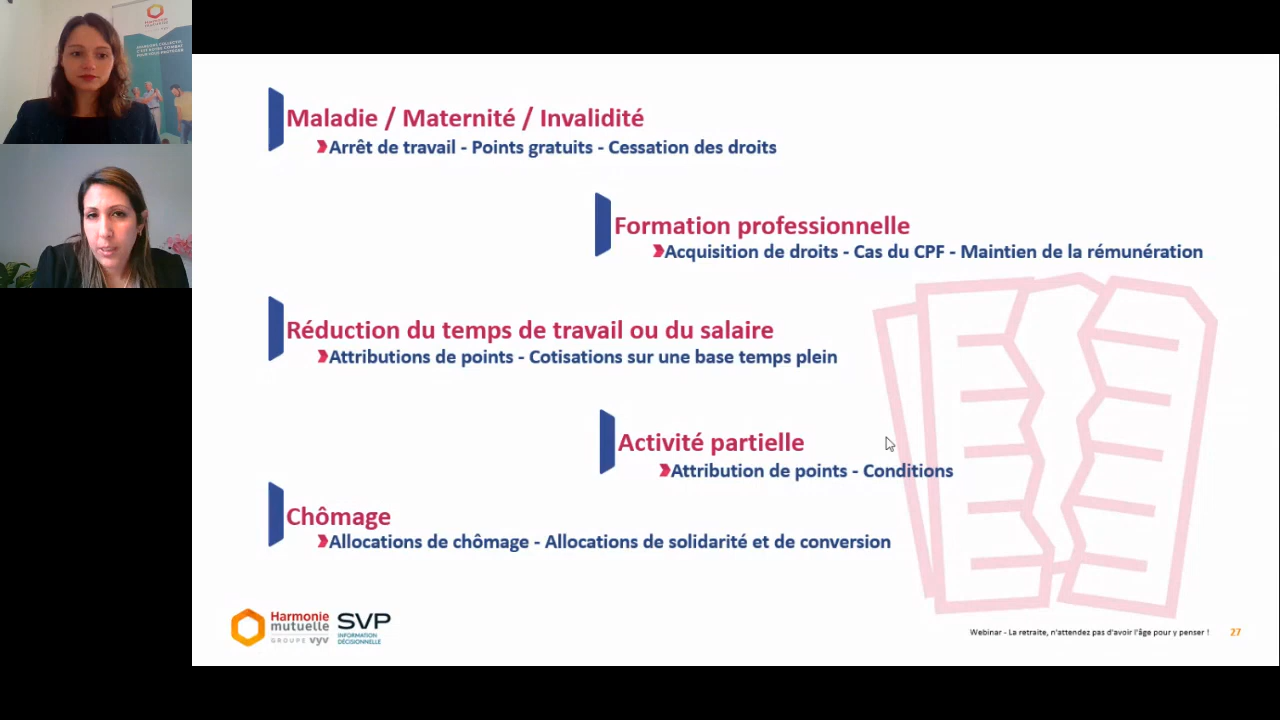 HARMONIE
MUTUELLE
Maladie / Maternité / Invalidité
Arrêt de travail - Points gratuits - Cessation des droits
Formation professionnelle
Acquisition de droits - Cas du CPF - Maintien de la rémunération
Réduction du temps de travail ou du salaire
Attributions de points - Cotisations sur une base temps plein
Activité partielle
Attribution de points - Conditions
Chômage
Allocations de chômage - Allocations de solidarité et de conversion
Harmonie
mutuelle
GROUPE vyv
SVP
INFORMATION
DÉCISIONNELLE
Webinar - La retraite, n'attendez pas d'avoir l'âge pour y penser ! 27